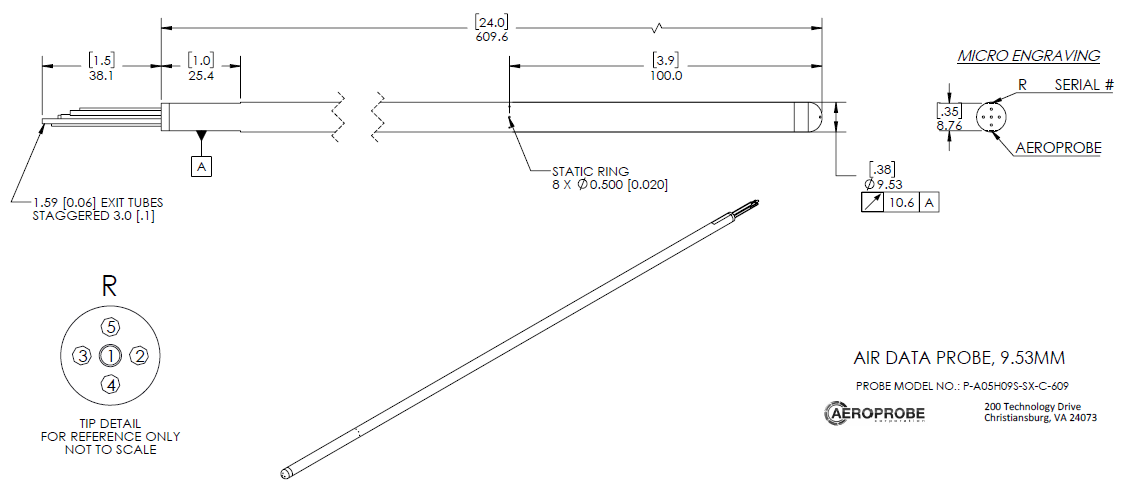 [24.0]
609.6
[1.5]
38.1
[1.0]
25.4
[3.9]
100.0
MICRO ENGRAVING
R SERIAL #
[.35]
8.76
AEROPROBE
A
STATIC RING
8 X Ø0.500 [0.020]
[.38]
Ø9.53
10.6 A
1.59 [0.06] EXIT TUBES
STAGGERED 3.0 [.1]
R
5
3 1 2
4
TIP DETAIL
FOR REFERENCE ONLY
NOT TO SCALE
AIR DATA PROBE, 9.53MM
PROBE MODEL NO.: P-A05H09S-SX-C-609
AEROPROBE
corporation
200 Technology Drive
Christiansburg, VA 24073